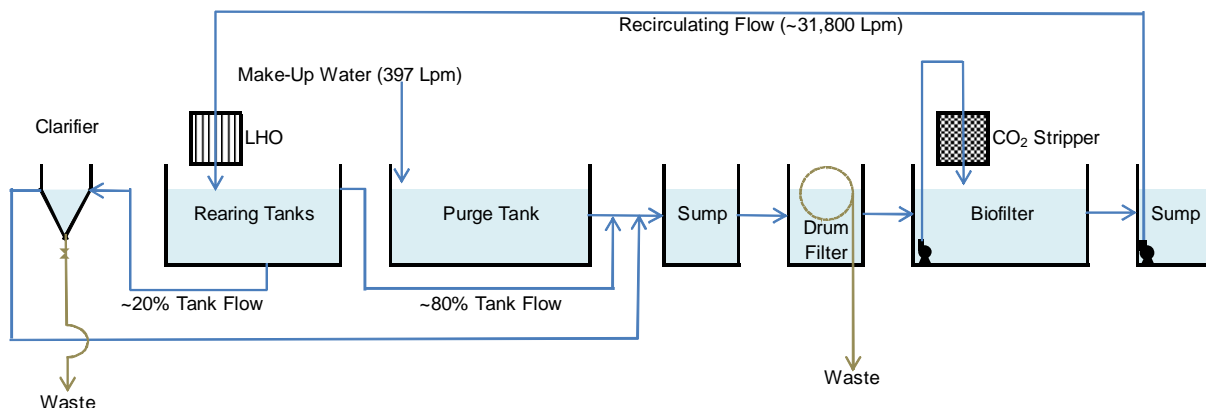 Recirculating Flow (~31,800 Lpm)
Make-Up Water (397 Lpm)
Clarifier
LHO
CO₂ Stripper
Rearing Tanks
Purge Tank
Sump
Drum
Filter
Biofilter
Sump
~20% Tank Flow
~80% Tank Flow
Waste
Waste